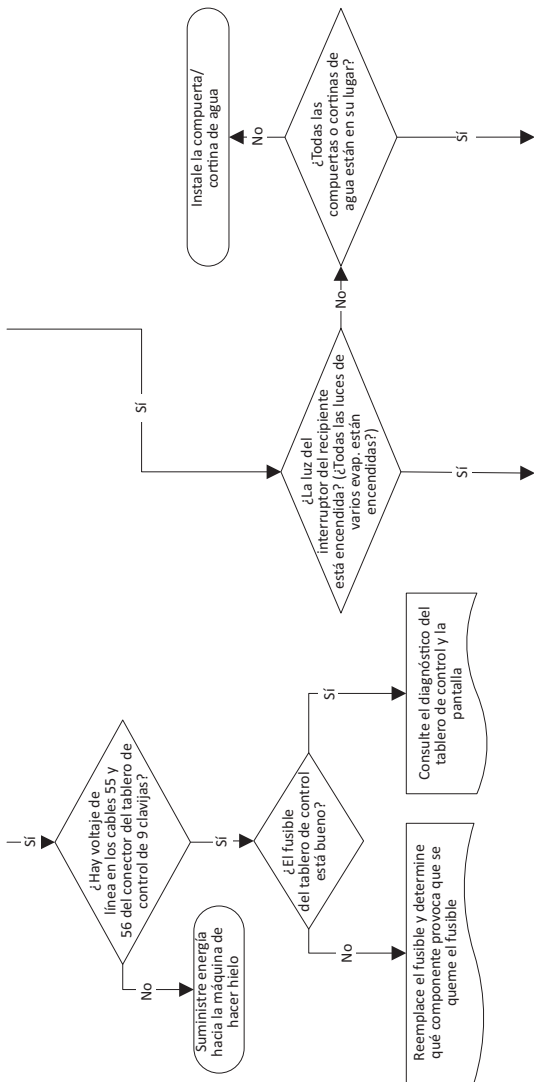 Sí
¿Hay voltaje de
línea en los cables 55 y
56 del conector del tablero de
control de 9 clavijas?
No
Suministre energía
hacia la máquina de
hacer hielo
Sí
¿El fusible
del tablero de control
está bueno?
No
Reemplace el fusible y determine
qué componente provoca que se
queme el fusible
Sí
Consulte el diagnóstico del
tablero de control y la
pantalla
Sí
¿La luz del
interruptor del recipiente
está encendida? (¿Todas las luces de
varios evap. están
encendidas?)
Sí
No
¿Todas las
compuertas o cortinas de
agua están en su lugar?
No
Instale la compuerta/
cortina de agua
Sí